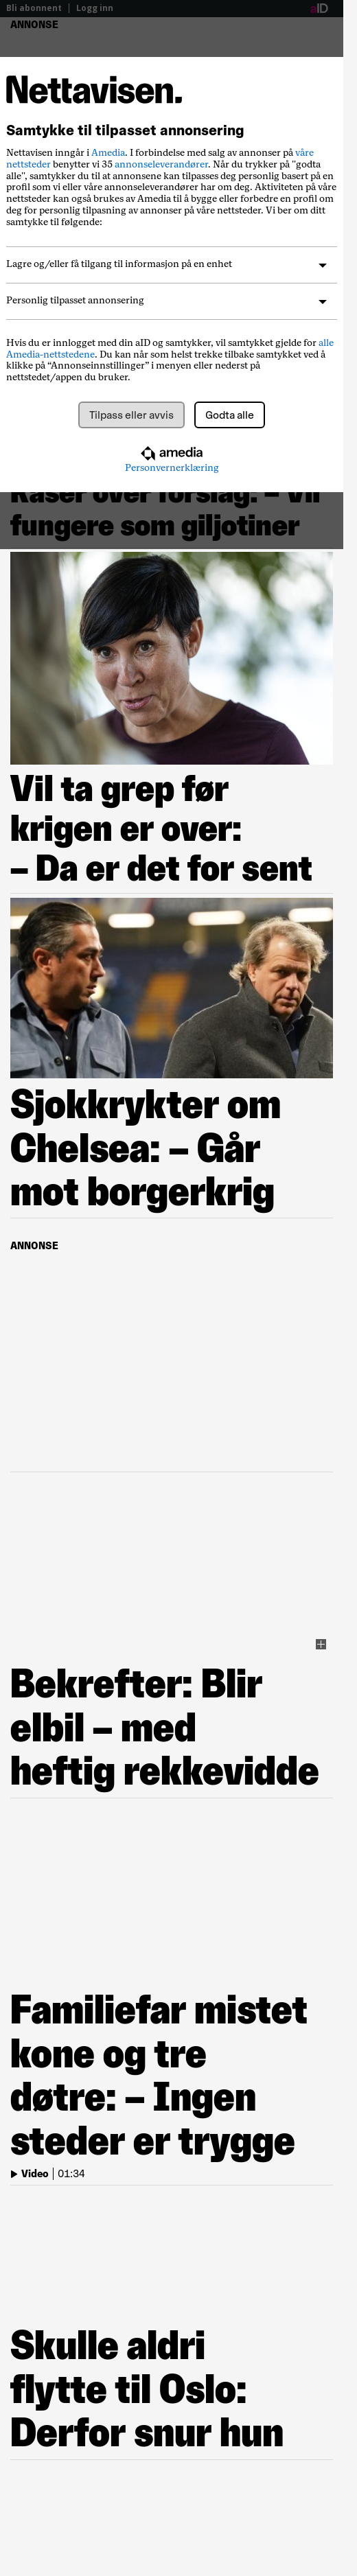 Bli abonnent | Logg inn
aID
ANNONSE
Nettavisen.
Samtykke til tilpasset annonsering
Nettavisen inngår i Amedia. I forbindelse med salg av annonser på våre
nettsteder benytter vi 35 annonseleverandører. Når du trykker på "godta
alle", samtykker du til at annonsene kan tilpasses deg personlig basert på en
profil som vi eller våre annonseleverandører har om deg. Aktiviteten på våre
nettsteder kan også brukes av Amedia til å bygge eller forbedre en profil om
deg for personlig tilpasning av annonser på våre nettsteder. Vi ber om ditt
samtykke til følgende:
Lagre og/eller få tilgang til informasjon på en enhet
Personlig tilpasset annonsering
Hvis du er innlogget med din aID og samtykker, vil samtykket gjelde for alle
Amedia-nettstedene. Du kan når som helst trekke tilbake samtykket ved å
klikke på “Annonseinnstillinger” i menyen eller nederst på
nettstedet/appen du bruker.
Tilpass eller avvis
Godta alle
amedia
Personvernerklæring
Raser over forslag: – Vil
fungere som giljotiner
Vil ta grep før
krigen er over:
– Da er det for sent
Sjokkrykter om
Chelsea: – Går
mot borgerkrig
ANNONSE
Bekrefter: Blir
elbil – med
heftig rekkevidde
Familiefar mistet
kone og tre
døtre: – Ingen
steder er trygge
Video | 01:34
Skulle aldri
flytte til Oslo:
Derfor snur hun